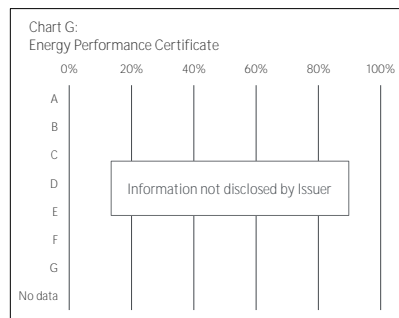 Chart G:
Energy Performance Certificate
0% 20% 40% 60% 80% 100%
A
B
C
D
E
F
G
No data
Information not disclosed by Issuer